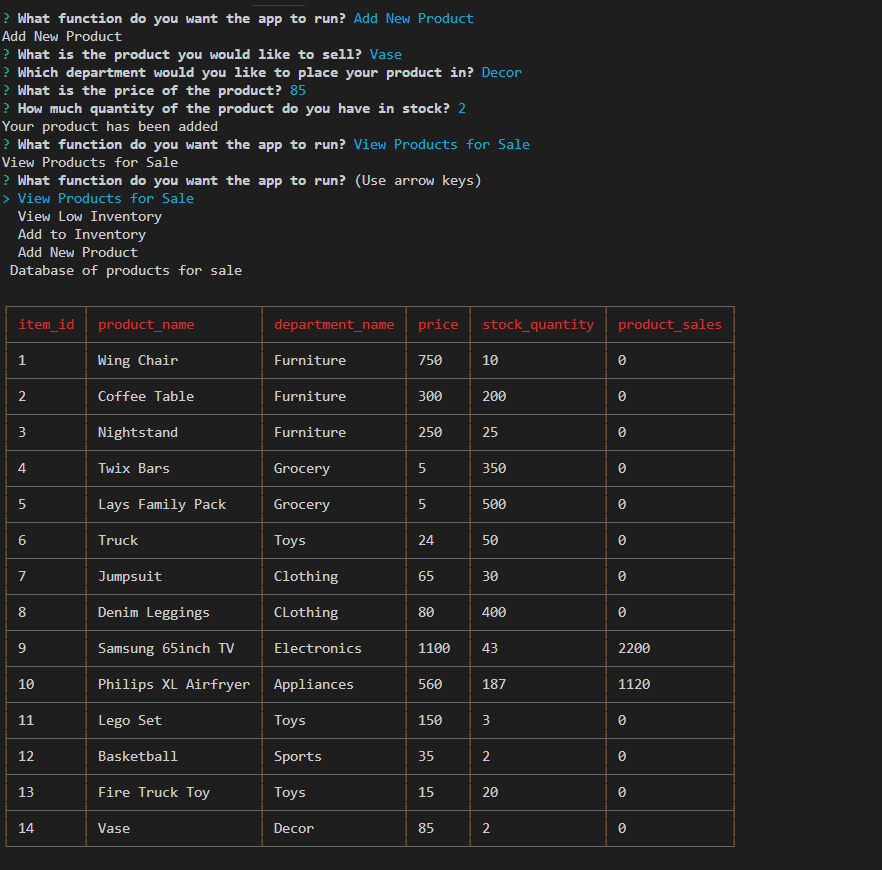 ? What function do you want the app to run? Add New Product
Add New Product
? What is the product you would like to sell? Vase
? Which department would you like to place your product in? Decor
? What is the price of the product? 85
? How much quantity of the product do you have in stock? 2
Your product has been added
? What function do you want the app to run? View Products for Sale
View Products for Sale
? What function do you want the app to run? (Use arrow keys)
> View Products for Sale
View Low Inventory
Add to Inventory
Add New Product
Database of products for sale
item_id product_name department_name price stock_quantity product_sales
1 Wing Chair Furniture 750 10 0
2 Coffee Table Furniture 300 200 0
3 Nightstand Furniture 250 25 0
4 Twix Bars Grocery 5 350 0
5 Lays Family Pack Grocery 5 500 0
6 Truck Toys 24 50 0
7 Jumpsuit Clothing 65 30 0
8 Denim Leggings CLothing 80 400 0
9 Samsung 65inch TV Electronics 1100 43 2200
10 Philips XL Airfryer Appliances 560 187 1120
11 Lego Set Toys 150 3 0
12 Basketball Sports 35 2 0
13 Fire Truck Toy Toys 15 20 0
14 Vase Decor 85 2 0